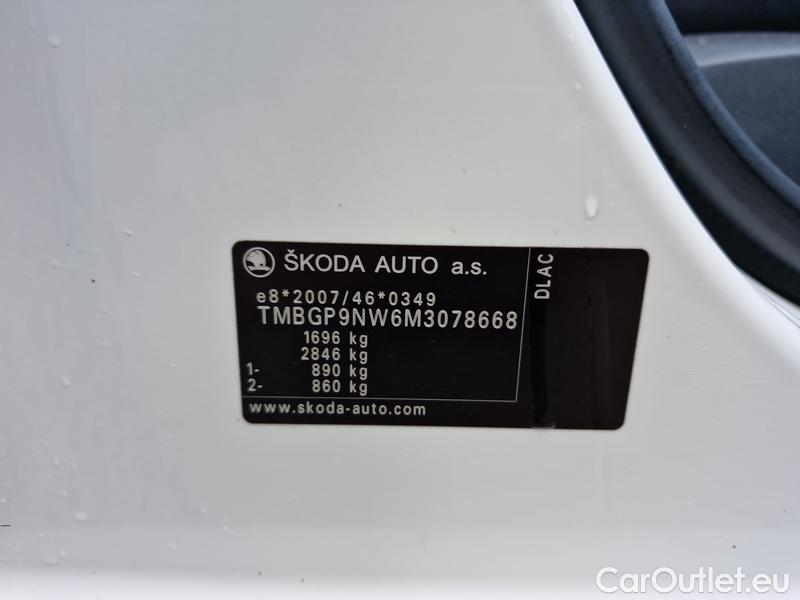 ŠKODA AUTO a.s.
e8*2007/46*0349
TMBGP9NW6M3078668
1696 kg
2846 kg
1- 890 kg
2- 860 kg
www.skoda-auto.com
DLAC
CarOutlet.eu